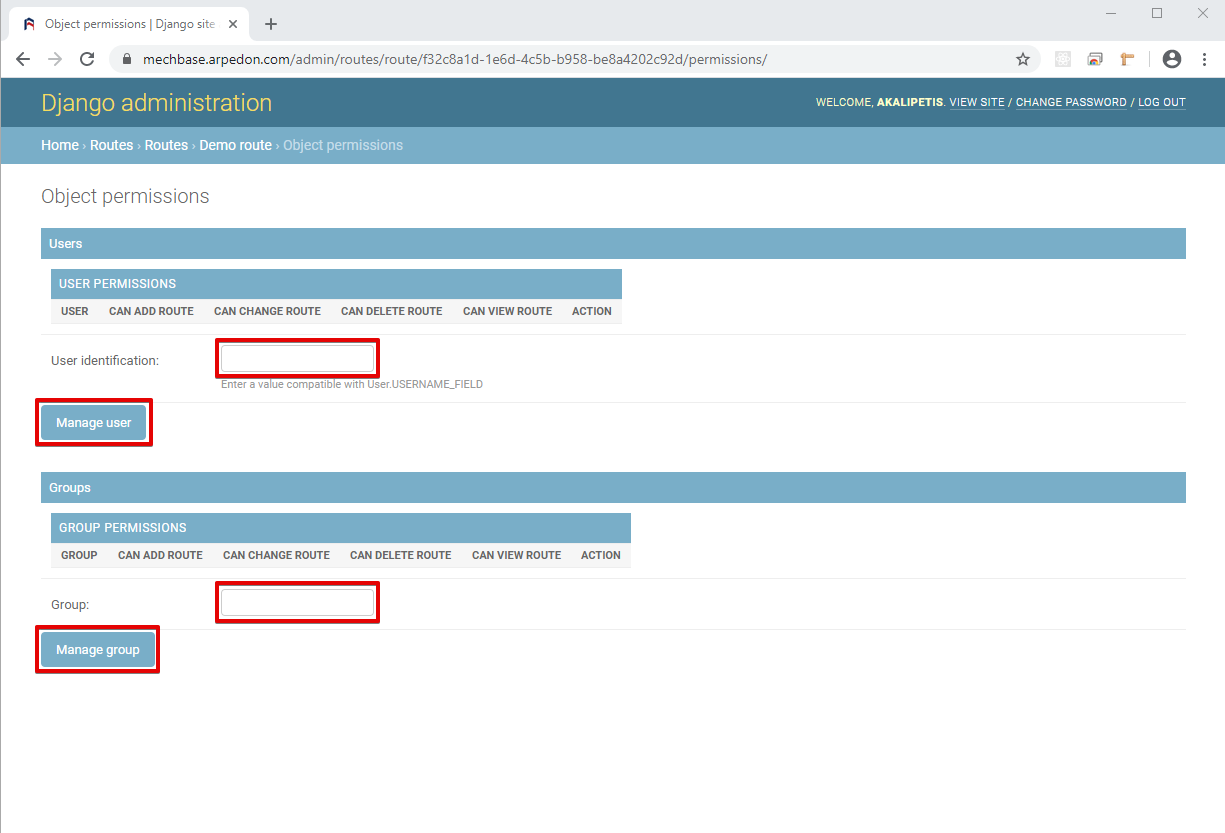 Object permissions | Django site
mechbase.arpedon.com/admin/routes/route/f32c8a1d-1e6d-4c5b-b958-be8a4202c92d/permissions/
Django administration
WELCOME, AKALIPETIS. VIEW SITE / CHANGE PASSWORD / LOG OUT
Home › Routes › Routes › Demo route › Object permissions
Object permissions
Users
USER PERMISSIONS
USER CAN ADD ROUTE CAN CHANGE ROUTE CAN DELETE ROUTE CAN VIEW ROUTE ACTION
User identification:
Enter a value compatible with User.USERNAME_FIELD
Manage user
Groups
GROUP PERMISSIONS
GROUP CAN ADD ROUTE CAN CHANGE ROUTE CAN DELETE ROUTE CAN VIEW ROUTE ACTION
Group:
Manage group